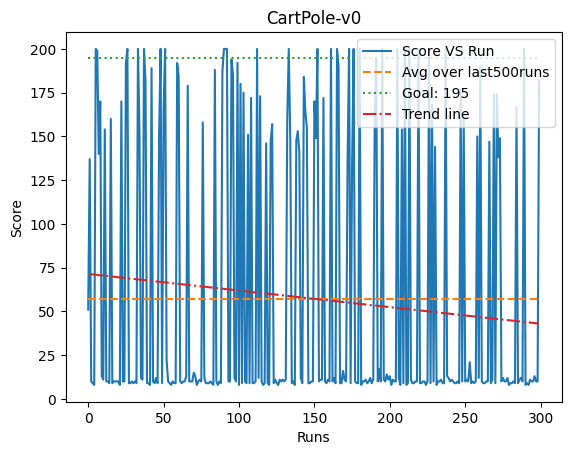 CartPole-v0
Score VS Run
Avg over last500runs
Goal: 195
Trend line
200
175
150
125
100
75
50
25
0
Score
0
50
100
150
200
250
300
Runs